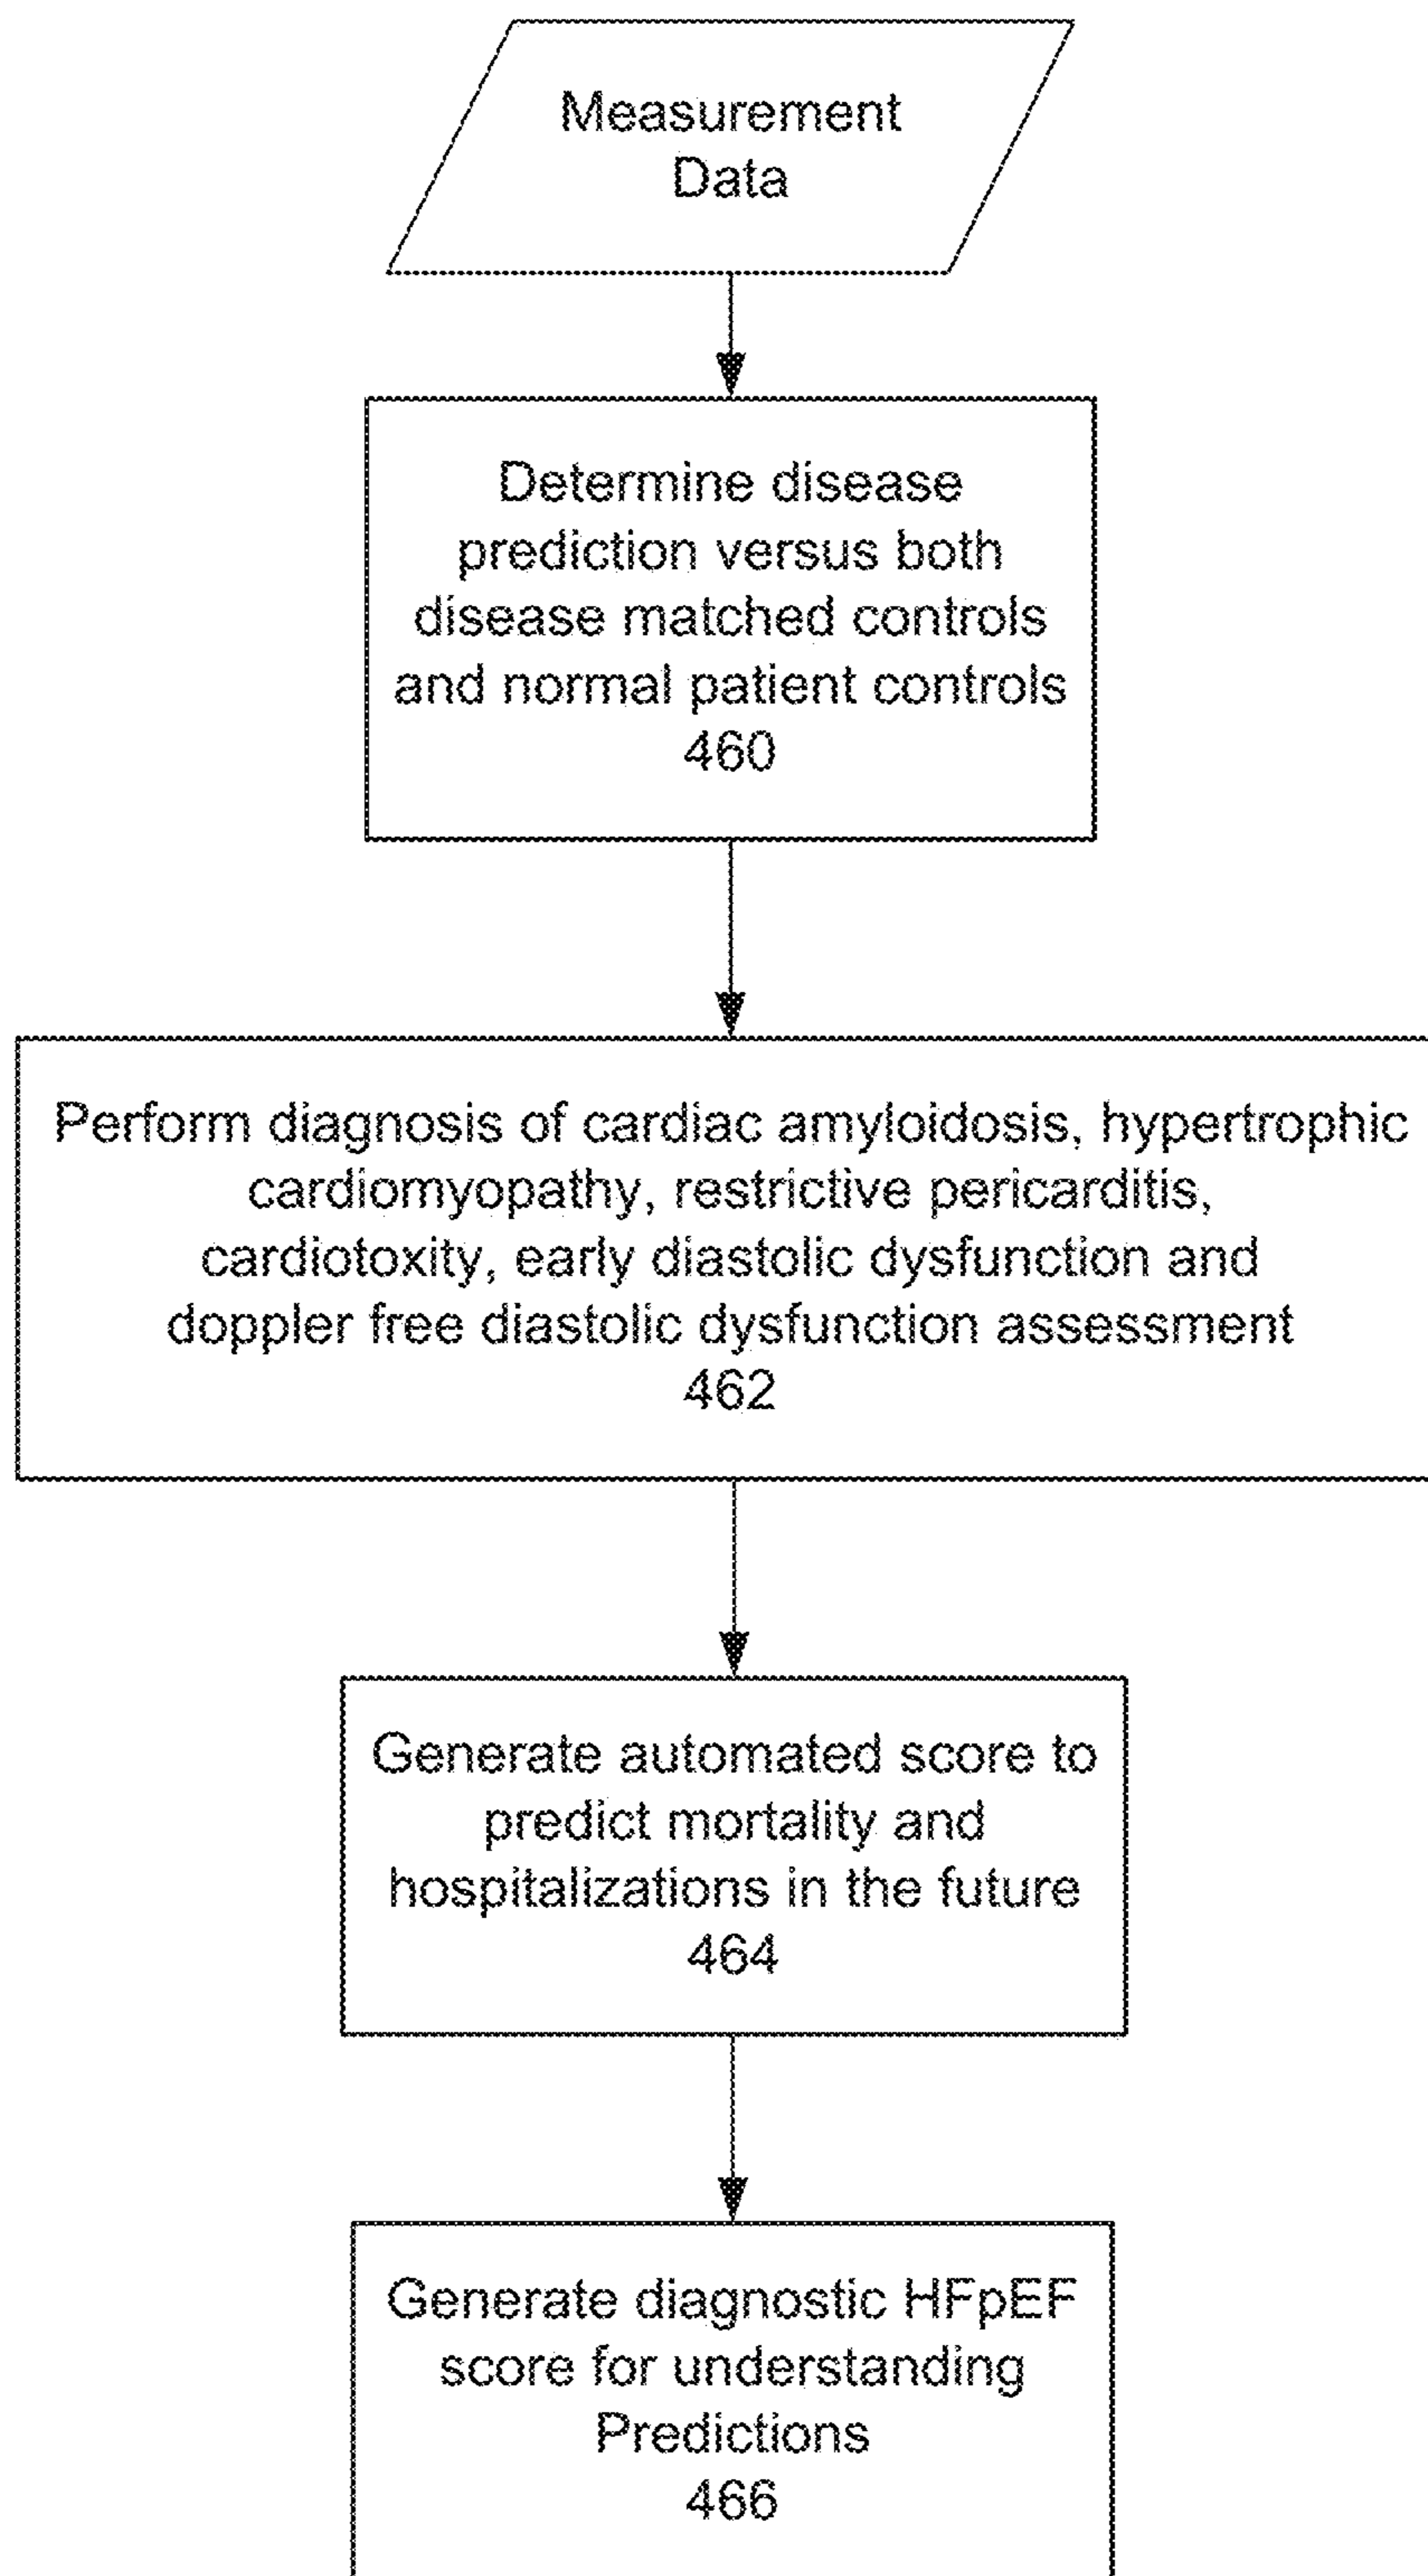 Measurement
Data
Determine disease
prediction versus both
disease matched controls
and normal patient controls
460
Perform diagnosis of cardiac amyloidosis, hypertrophic
cardiomyopathy, restrictive pericarditis,
cardiotoxity, early diastolic dysfunction and
doppler free diastolic dysfunction assessment
462
Generate automated score to
predict mortality and
hospitalizations in the future
464
Generate diagnostic HFpEF
score for understanding
Predictions
466